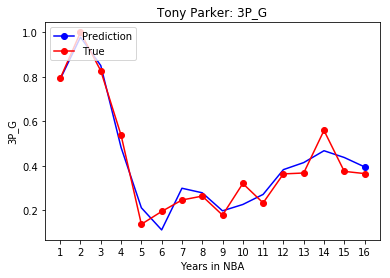 Tony Parker: 3P_G
Prediction
True
1.0
0.8
0.6
0.4
0.2
3P_G
1 2 3 4 5 6 7 8 9 10 11 12 13 14 15 16
Years in NBA